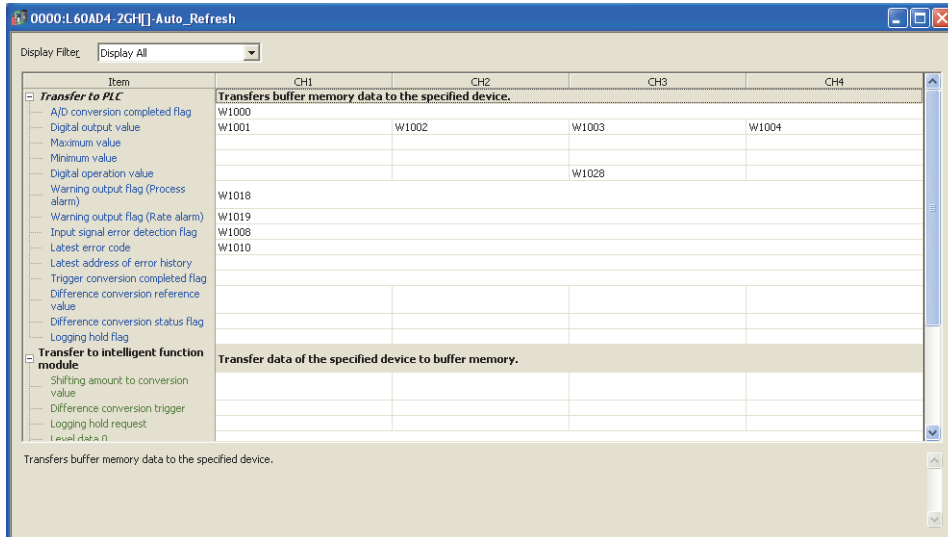 0000:L60AD4-2GH[]-Auto_Refresh
Display Filter Display All
Item CH1 CH2 CH3 CH4
Transfer to PLC Transfers buffer memory data to the specified device.
A/D conversion completed flag W1000
Digital output value W1001 W1002 W1003 W1004
Maximum value
Minimum value
Digital operation value W1028
Warning output flag (Process
alarm) W1018
Warning output flag (Rate alarm) W1019
Input signal error detection flag W1008
Latest error code W1010
Latest address of error history
Trigger conversion completed flag
Difference conversion reference
value
Difference conversion status flag
Logging hold flag
Transfer to intelligent function
module Transfer data of the specified device to buffer memory.
Shifting amount to conversion
value
Difference conversion trigger
Logging hold request
Level data 0
Transfers buffer memory data to the specified device.